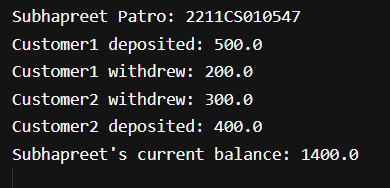 Subhapreet Patro: 2211CS010547
Customer1 deposited: 500.0
Customer1 withdrew: 200.0
Customer2 withdrew: 300.0
Customer2 deposited: 400.0
Subhapreet's current balance: 1400.0